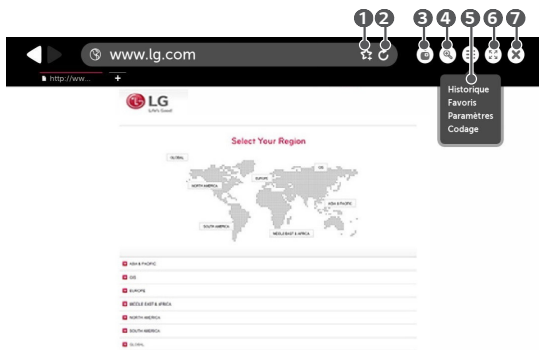 1 2 3 4 5 6 7
www.lg.com
http://ww...
+
Historique
Favoris
Paramètres
Codage
LG
Life's Good
Select Your Region
GLOBAL
CIS
EUROPE
NORTH AMERICA
ASIA & PACIFIC
SOUTH AMERICA
MIDDLE EAST & AFRICA
ASIA & PACIFIC
CIS
EUROPE
MIDDLE EAST & AFRICA
NORTH AMERICA
SOUTH AMERICA
GLOBAL